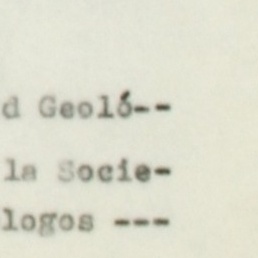 d Geoló--
la Socie-
logos ---